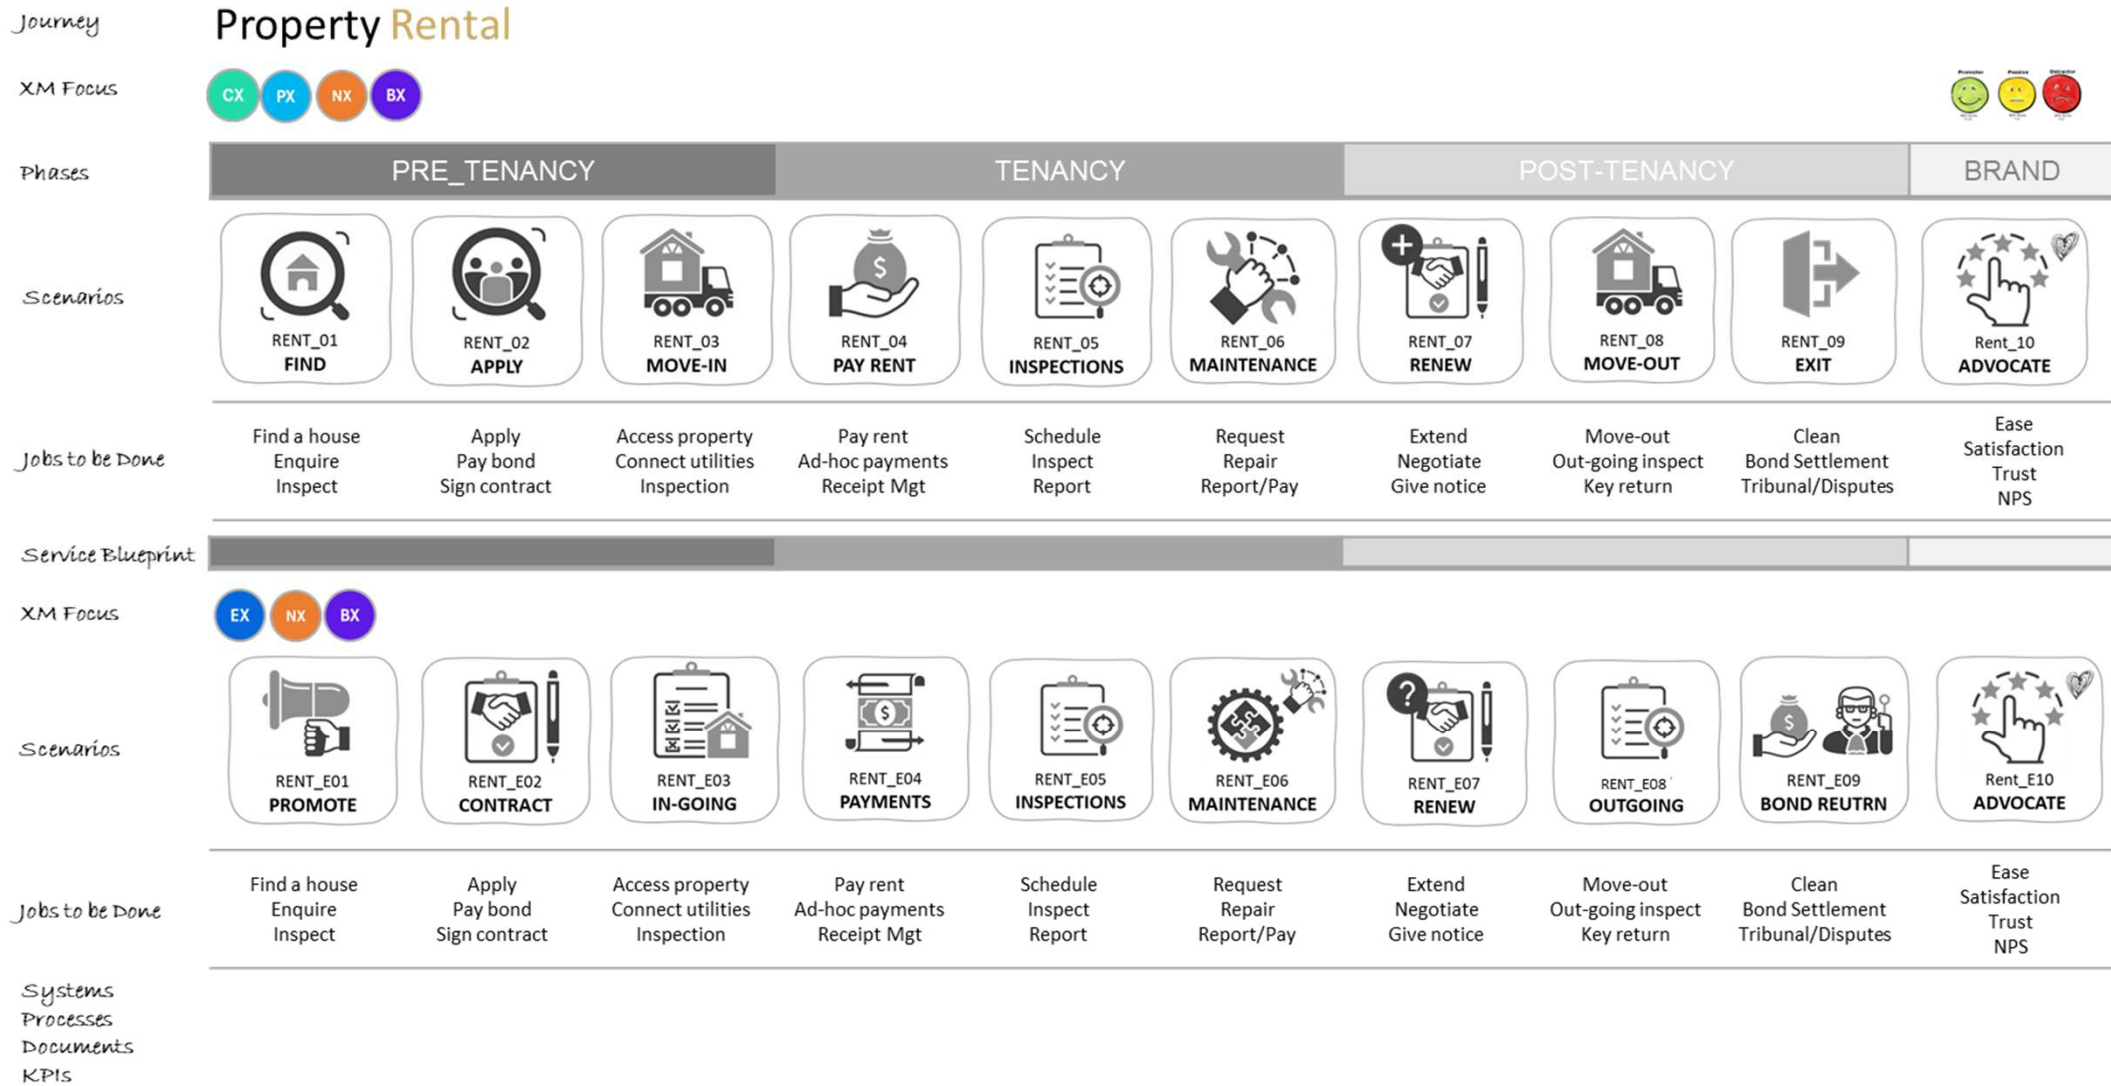 Journey
Property Rental
XM Focus
CX PX NX BX
Promoter Passive Detractor
Phases
PRE_TENANCY
TENANCY
POST-TENANCY
BRAND
Scenarios
RENT_01
FIND
RENT_02
APPLY
RENT_03
MOVE-IN
RENT_04
PAY RENT
RENT_05
INSPECTIONS
RENT_06
MAINTENANCE
RENT_07
RENEW
RENT_08
MOVE-OUT
RENT_09
EXIT
Rent_10
ADVOCATE
Jobs to be Done
Find a house
Enquire
Inspect
Apply
Pay bond
Sign contract
Access property
Connect utilities
Inspection
Pay rent
Ad-hoc payments
Receipt Mgt
Schedule
Inspect
Report
Request
Repair
Report/Pay
Extend
Negotiate
Give notice
Move-out
Out-going inspect
Key return
Clean
Bond Settlement
Tribunal/Disputes
Ease
Satisfaction
Trust
NPS
Service Blueprint
XM Focus
EX NX BX
Scenarios
RENT_E01
PROMOTE
RENT_E02
CONTRACT
RENT_E03
IN-GOING
RENT_E04
PAYMENTS
RENT_E05
INSPECTIONS
RENT_E06
MAINTENANCE
RENT_E07
RENEW
RENT_E08
OUTGOING
RENT_E09
BOND REUTRN
Rent_E10
ADVOCATE
Jobs to be Done
Find a house
Enquire
Inspect
Apply
Pay bond
Sign contract
Access property
Connect utilities
Inspection
Pay rent
Ad-hoc payments
Receipt Mgt
Schedule
Inspect
Report
Request
Repair
Report/Pay
Extend
Negotiate
Give notice
Move-out
Out-going inspect
Key return
Clean
Bond Settlement
Tribunal/Disputes
Ease
Satisfaction
Trust
NPS
Systems
Processes
Documents
KPIs